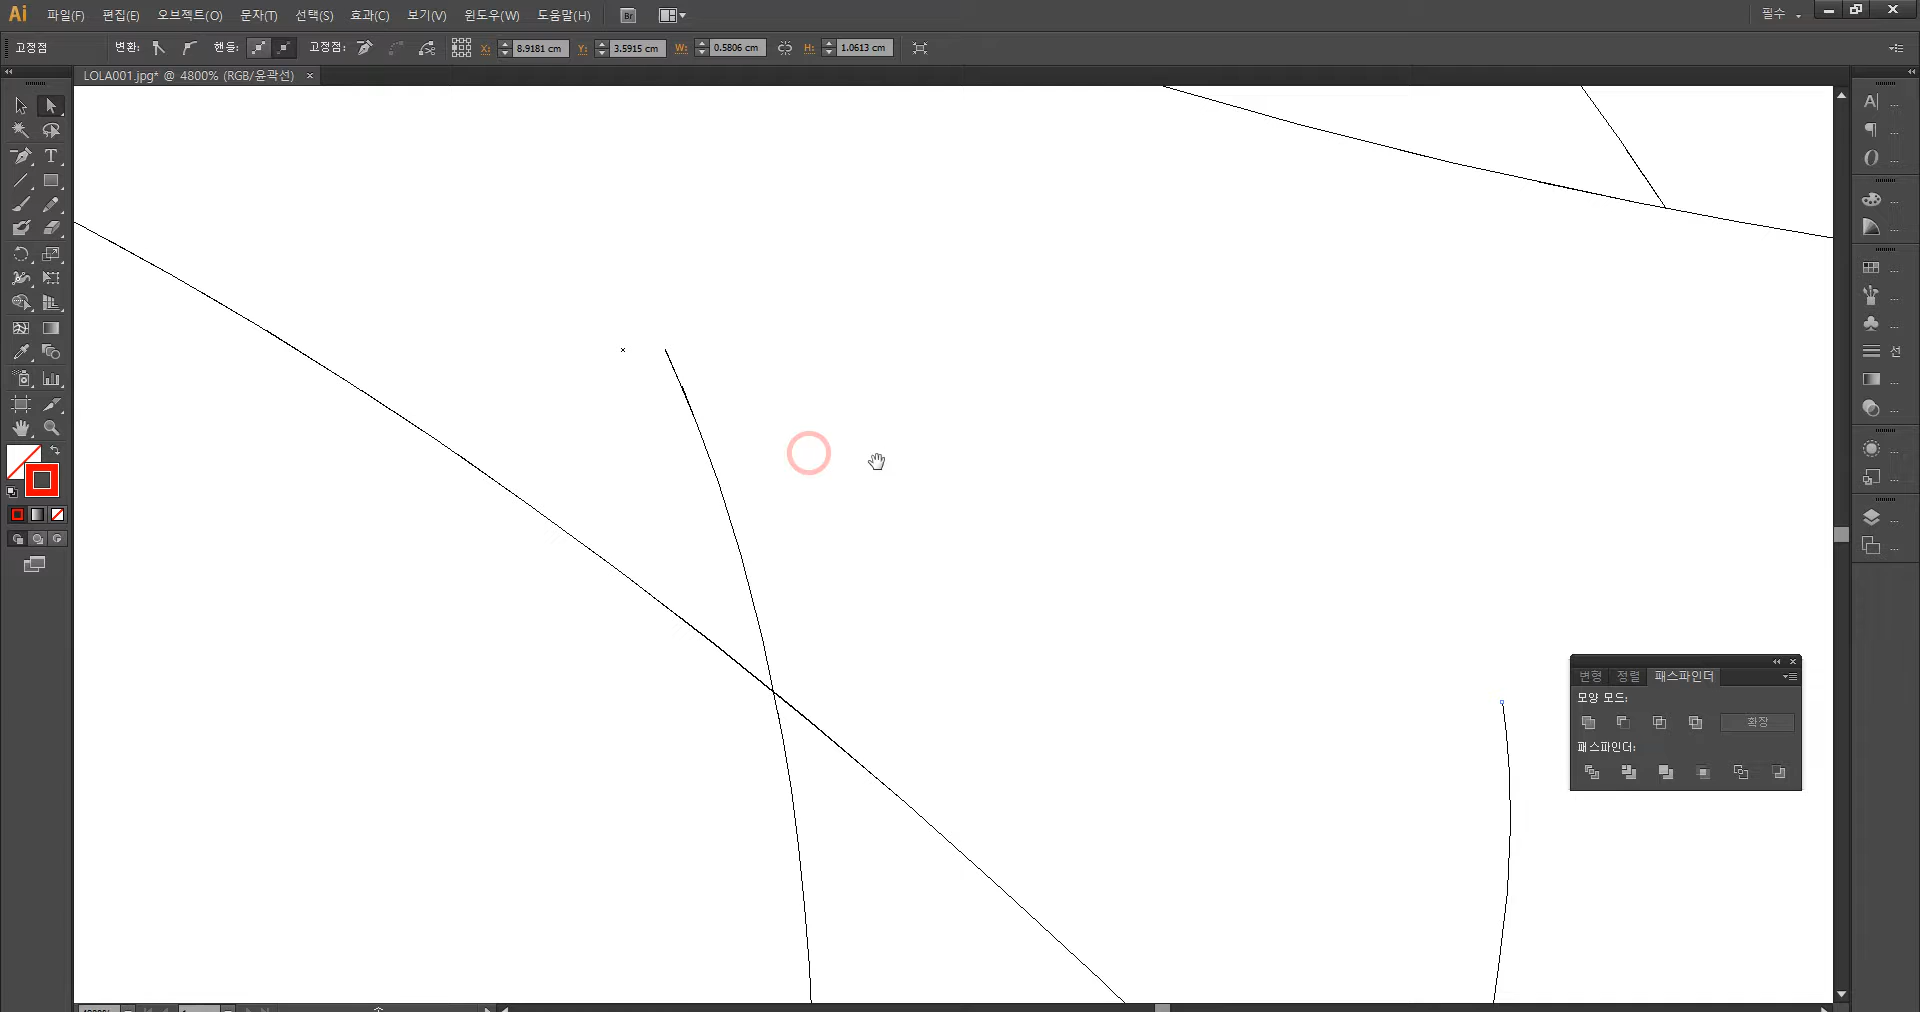 Ai 파일(F) 편집(E) 오브젝트(O) 문자(T) 선택(S) 효과(C) 보기(V) 윈도우(W) 도움말(H) Br 필수
고정점 변환: 핸들: 고정점: X: 8.9181 cm Y: 3.5915 cm W: 0.5806 cm H: 1.0613 cm
LOLA001.jpg* @ 4800% (RGB/윤곽선) ×
선
변형 정렬 패스파인더
모양 모드:
확장
패스파인더: